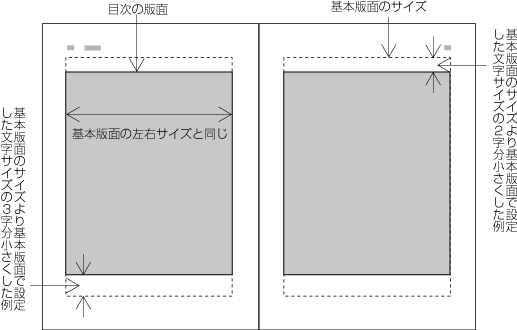 目次の版面
基本版面のサイズ
基本版面の左右サイズと同じ
基本版面のサイズより基本版面で設定
した文字サイズの2字分小さくした例
基本版面のサイズより基本版面で設定
した文字サイズの3字分小さくした例